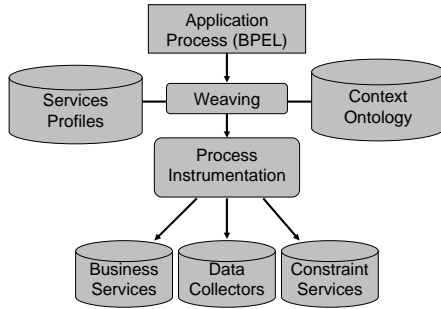 Application
Process (BPEL)
Services
Profiles
Weaving
Context
Ontology
Process
Instrumentation
Business
Services
Data
Collectors
Constraint
Services